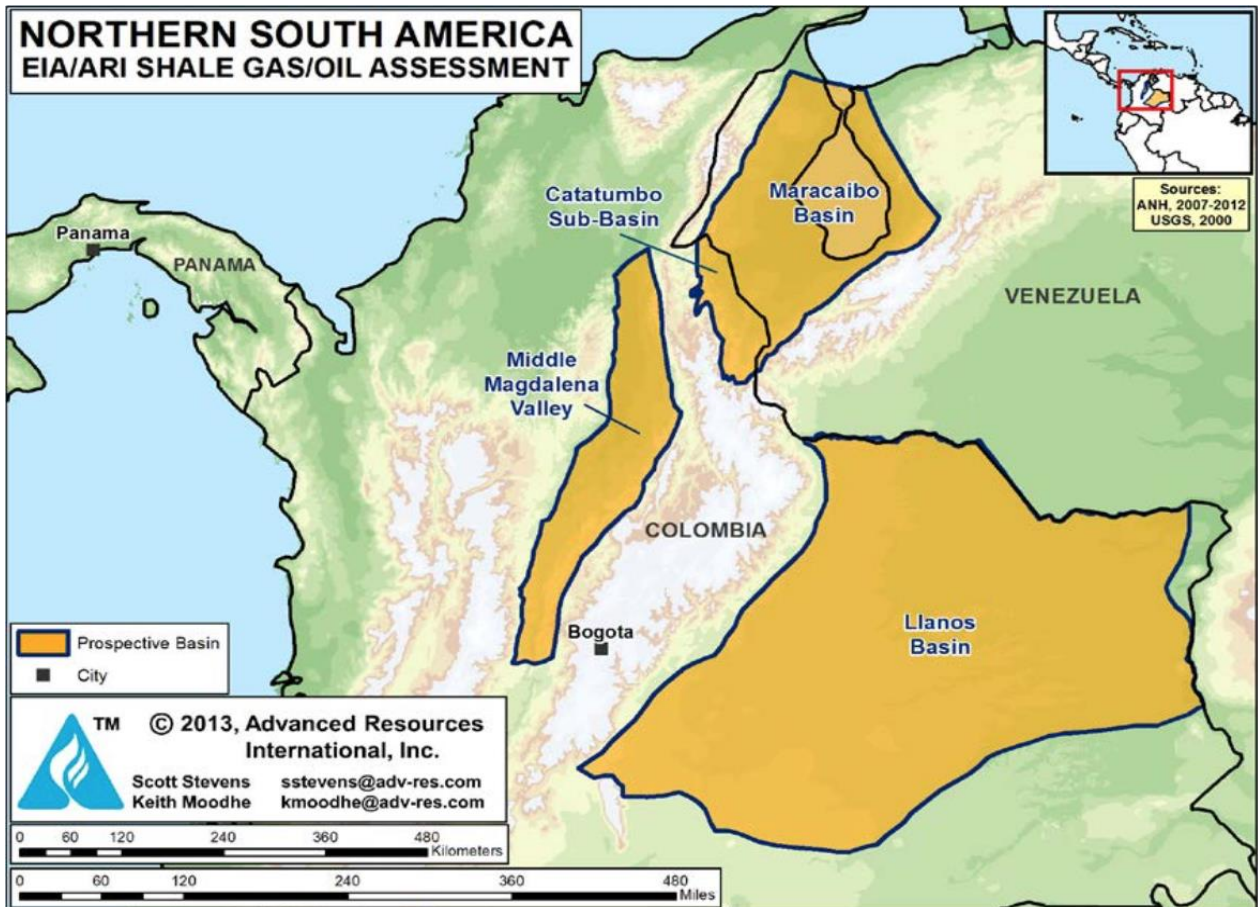 NORTHERN SOUTH AMERICA
EIA/ARI SHALE GAS/OIL ASSESSMENT
Sources:
ANH, 2007-2012
USGS, 2000
Catatumbo
Sub-Basin
Maracaibo
Basin
Panama
PANAMA
VENEZUELA
Middle
Magdalena
Valley
COLOMBIA
Bogota
Llanos
Basin
Prospective Basin
City
TM
© 2013, Advanced Resources
International, Inc.
Scott Stevens sstevens@adv-res.com
Keith Moodhe kmoodhe@adv-res.com
0 60 120 240 360 480
Kilometers
0 60 120 240 360 480
Miles